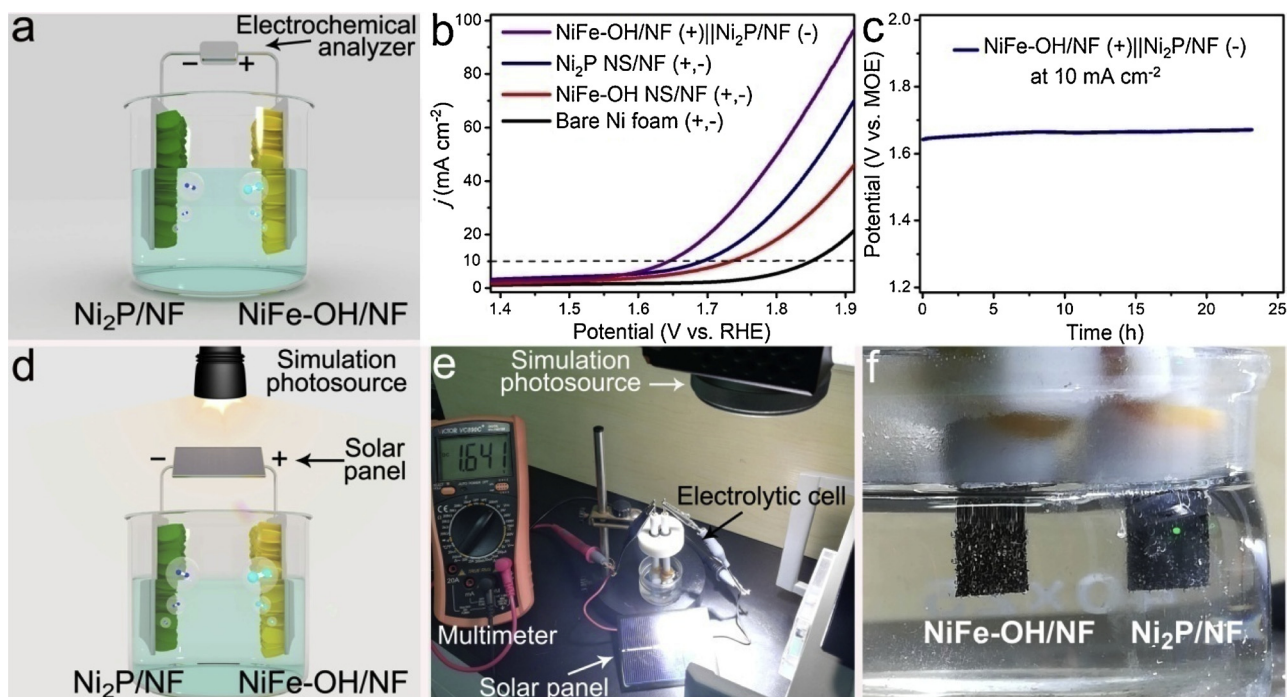 a
Electrochemical
analyzer
− +
Ni₂P/NF NiFe-OH/NF
b
NiFe-OH/NF (+)||Ni₂P/NF (-)
Ni₂P NS/NF (+,-)
NiFe-OH NS/NF (+,-)
Bare Ni foam (+,-)
j (mA cm⁻²)
100
80
60
40
20
10
0
1.4 1.5 1.6 1.7 1.8 1.9
Potential (V vs. RHE)
c
NiFe-OH/NF (+)||Ni₂P/NF (-)
at 10 mA cm⁻²
Potential (V vs. MOE)
2.0
1.8
1.6
1.4
1.2
0 5 10 15 20 25
Time (h)
d
Simulation
photosource
− +
Solar
panel
Ni₂P/NF NiFe-OH/NF
e
Simulation
photosource
1.641
20A
Electrolytic cell
Multimeter
Solar panel
f
NiFe-OH/NF Ni₂P/NF